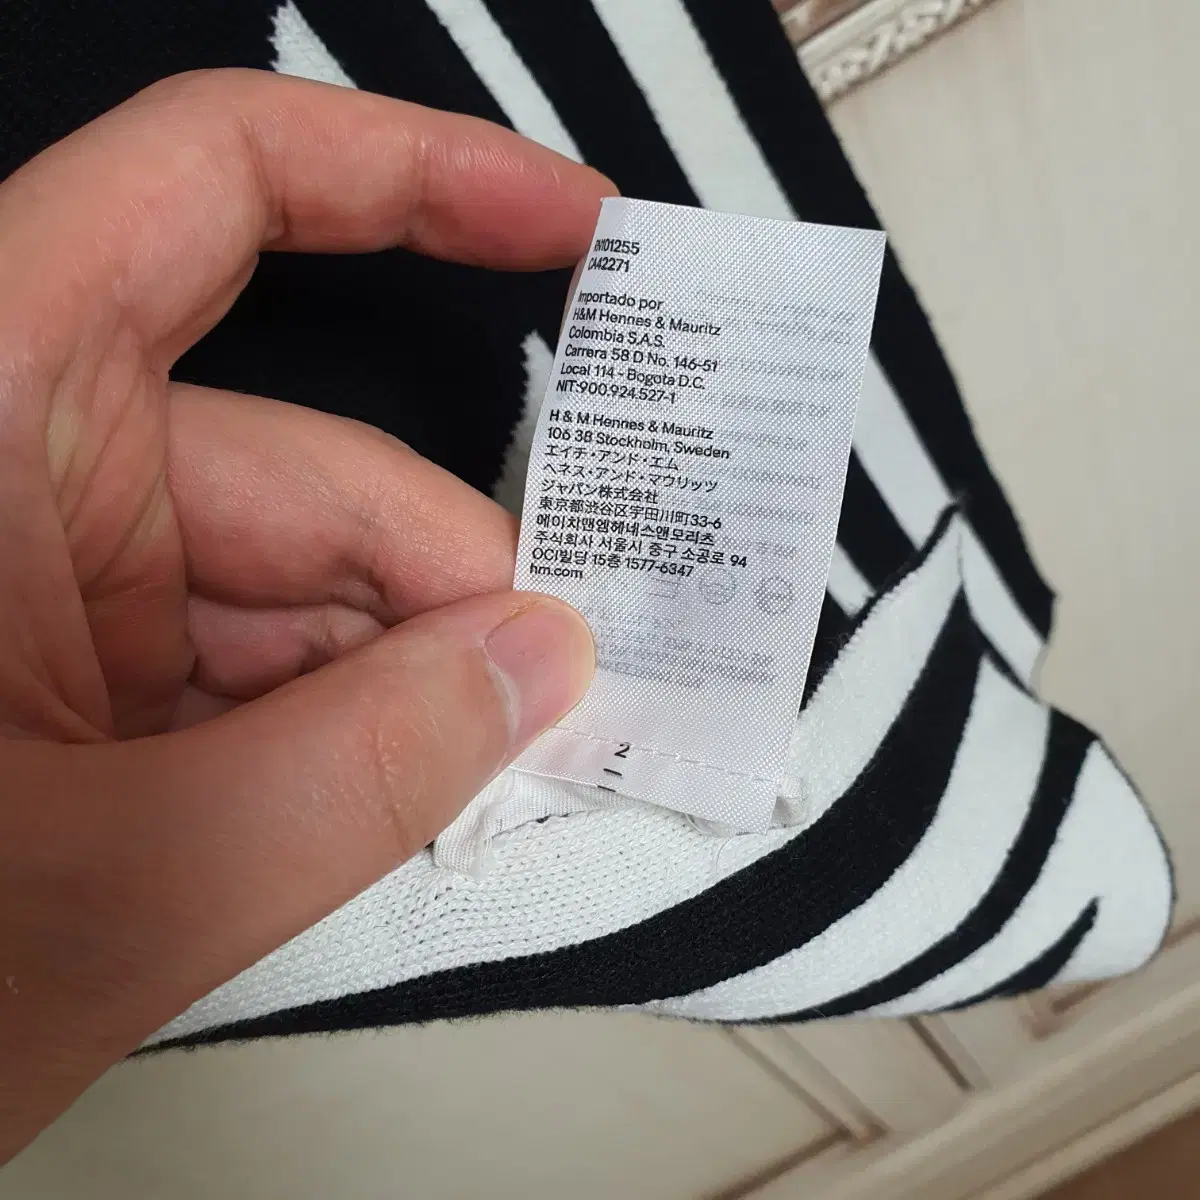 RN101255
CA42271
Importado por
H&M Hennes & Mauritz
Colombia S.A.S.
Carrera 58 D No. 146-51
Local 114 - Bogota D.C.
NIT:900.924.527-1
H & M Hennes & Mauritz
106 38 Stockholm, Sweden
エイチ・アンド・エム
ヘネス・アンド・マウリッツ
ジャパン株式会社
東京都渋谷区宇田川町33-6
에이치앤엠헤네스앤모리츠
주식회사 서울시 중구 소공로 94
OCI빌딩 15층 1577-6347
hm.com
2